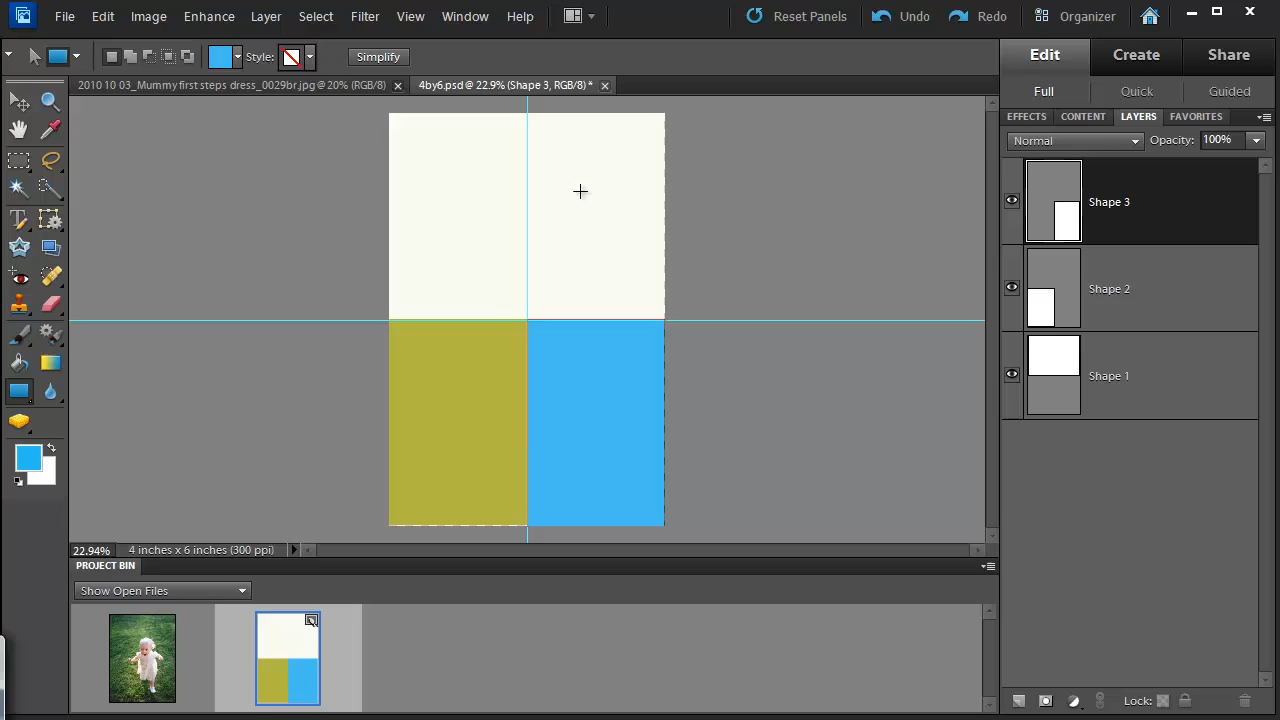 File Edit Image Enhance Layer Select Filter View Window Help Reset Panels Undo Redo Organizer
Style: Simplify
Edit Create Share
2010 10 03_Mummy first steps dress_0029br.jpg @ 20% (RGB/8) 4by6.psd @ 22.9% (Shape 3, RGB/8) *
Full Quick Guided
EFFECTS CONTENT LAYERS FAVORITES
Normal Opacity: 100%
Shape 3
Shape 2
Shape 1
22.94% 4 inches x 6 inches (300 ppi)
PROJECT BIN
Show Open Files
Lock: